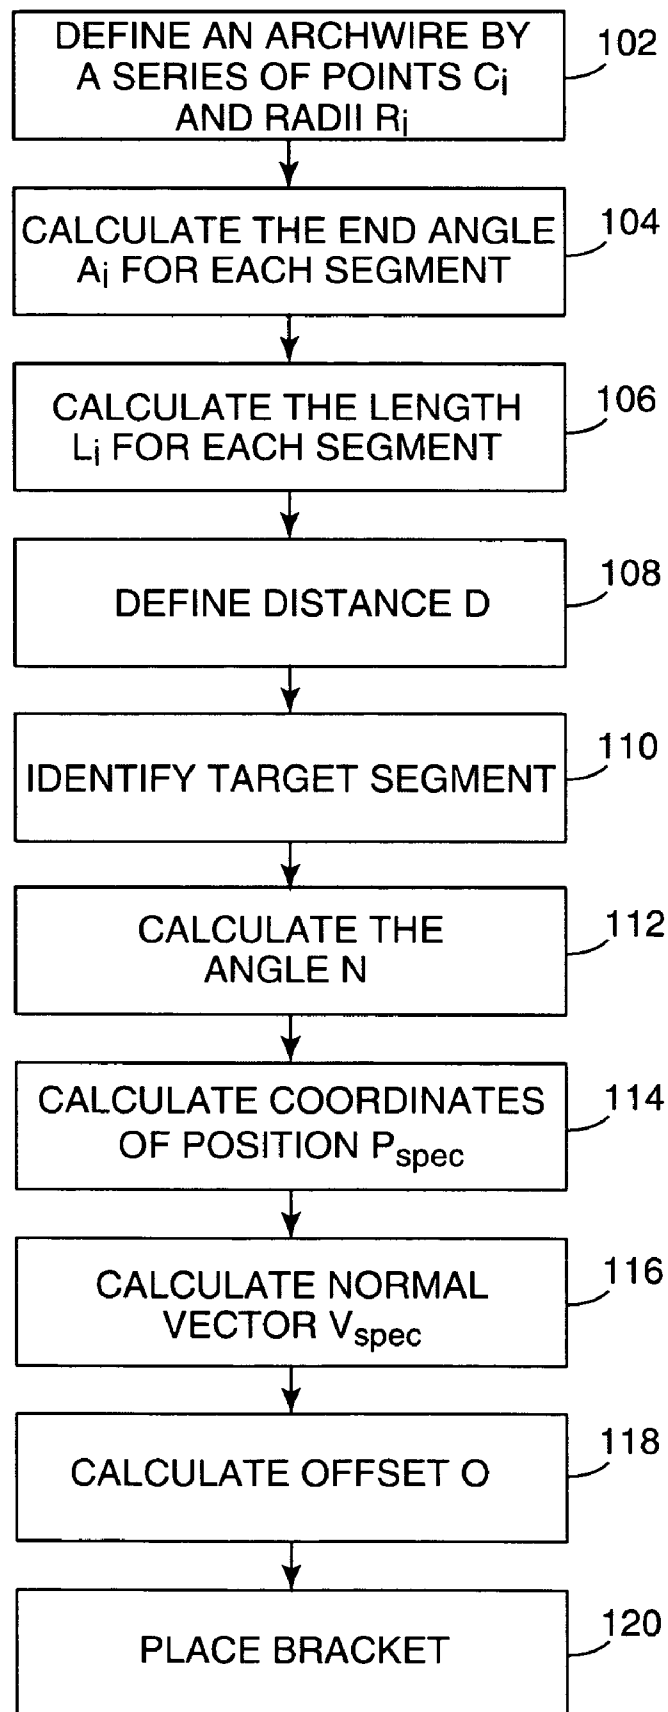 DEFINE AN ARCHWIRE BY
A SERIES OF POINTS Ci
AND RADII Ri
102
CALCULATE THE END ANGLE
Ai FOR EACH SEGMENT
104
CALCULATE THE LENGTH
Li FOR EACH SEGMENT
106
DEFINE DISTANCE D
108
IDENTIFY TARGET SEGMENT
110
CALCULATE THE
ANGLE N
112
CALCULATE COORDINATES
OF POSITION Pspec
114
CALCULATE NORMAL
VECTOR Vspec
116
CALCULATE OFFSET O
118
PLACE BRACKET
120